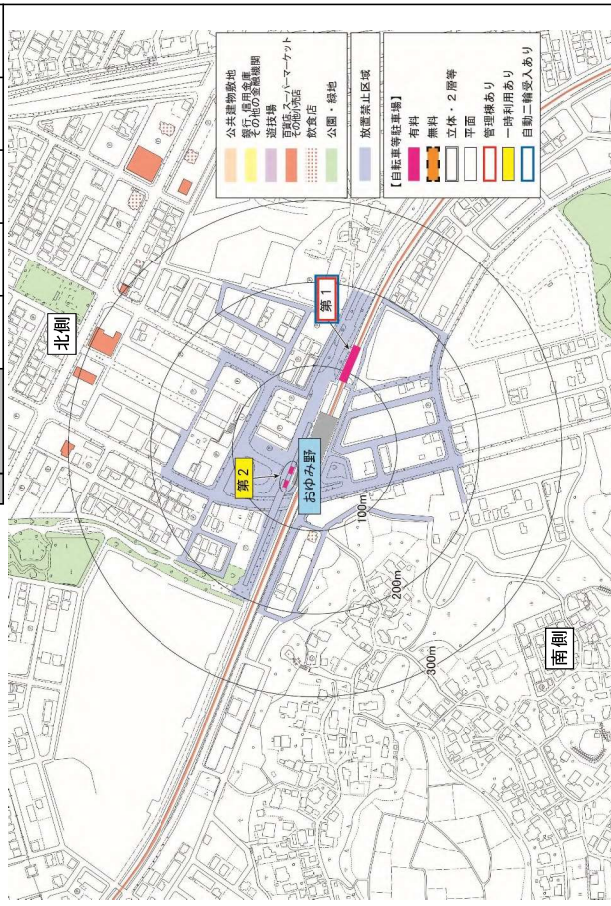 公共建物敷地
銀行、信用金庫
その他の金融機関
遊技場
百貨店、スーパーマーケット
その他小売店
飲食店
公園・緑地
放置禁止区域
【自転車等駐車場】
有料
無料
立体・2層等
平面
管理棟あり
一時利用あり
自動二輪受入あり
北側
第1
第2
おゆみ野
100m
200m
300m
南側